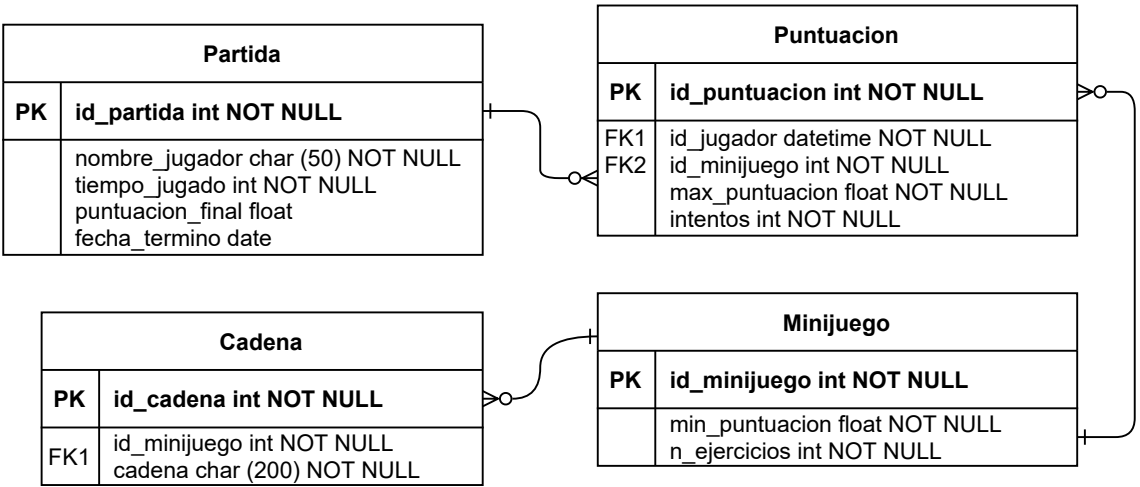 Partida
PK id_partida int NOT NULL
nombre_jugador char (50) NOT NULL
tiempo_jugado int NOT NULL
puntuacion_final float
fecha_termino date
Puntuacion
PK id_puntuacion int NOT NULL
FK1 id_jugador datetime NOT NULL
FK2 id_minijuego int NOT NULL
max_puntuacion float NOT NULL
intentos int NOT NULL
Cadena
PK id_cadena int NOT NULL
FK1 id_minijuego int NOT NULL
cadena char (200) NOT NULL
Minijuego
PK id_minijuego int NOT NULL
min_puntuacion float NOT NULL
n_ejercicios int NOT NULL